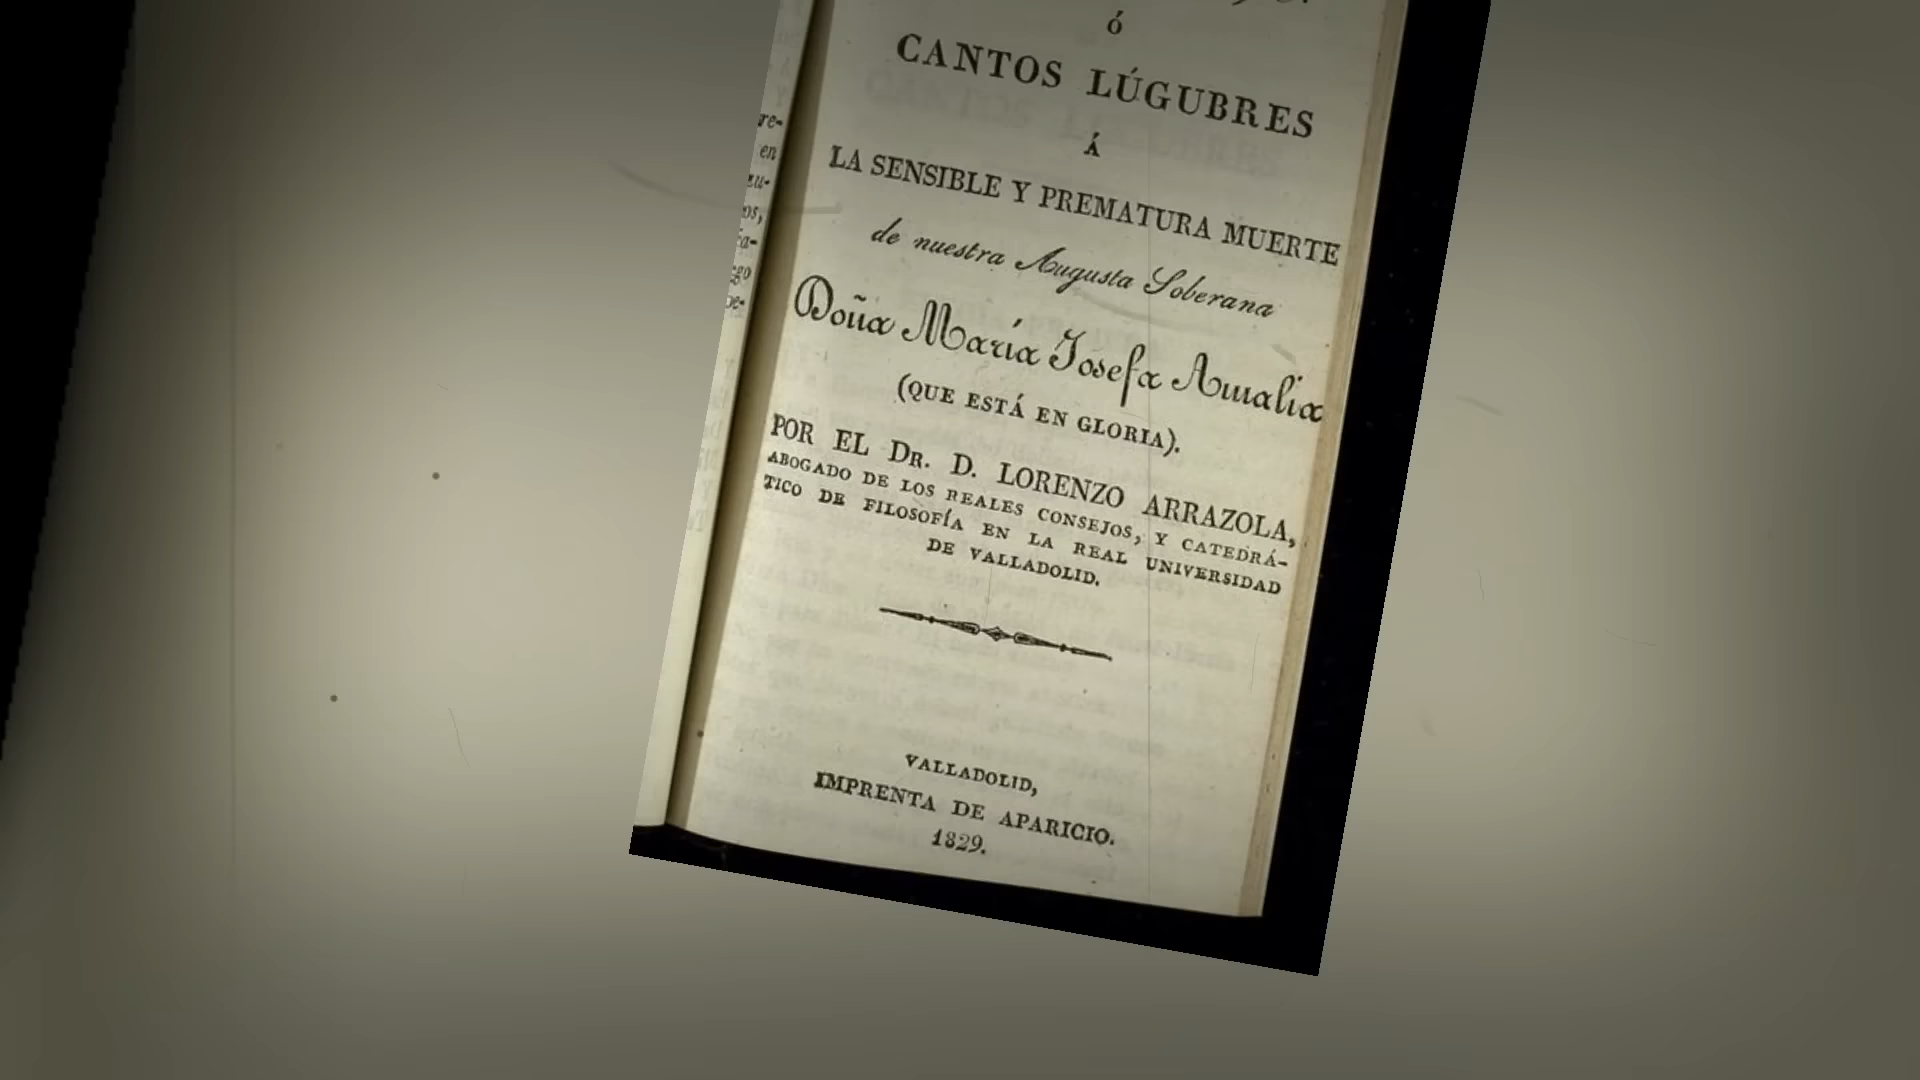 ó
CANTOS LÚGUBRES
Á
LA SENSIBLE Y PREMATURA MUERTE
de nuestra Augusta Soberana
Doña María Josefa Amalia
(QUE ESTÁ EN GLORIA).
POR EL DR. D. LORENZO ARRAZOLA,
ABOGADO DE LOS REALES CONSEJOS, Y CATEDRÁ-
TICO DE FILOSOFÍA EN LA REAL UNIVERSIDAD
DE VALLADOLID.
VALLADOLID,
IMPRENTA DE APARICIO.
1829.